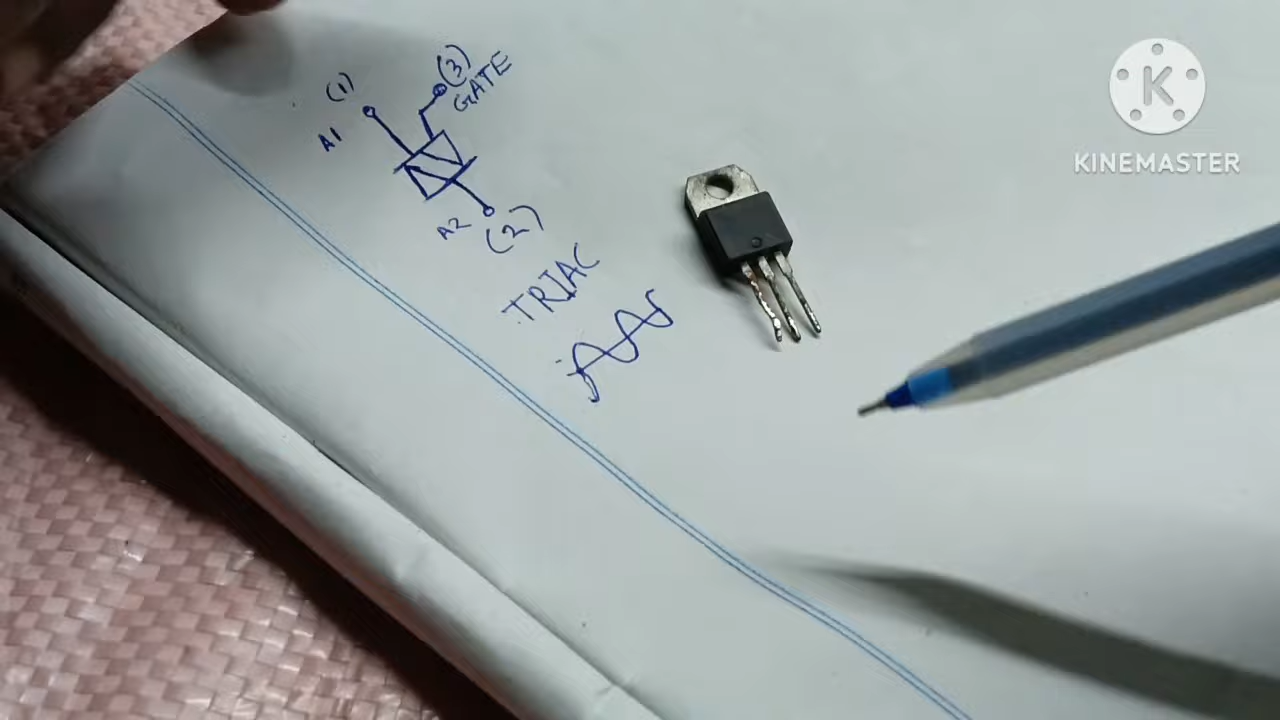 (1)
A1
(3)
GATE
A2
(2)
TRIAC
K
KINEMASTER